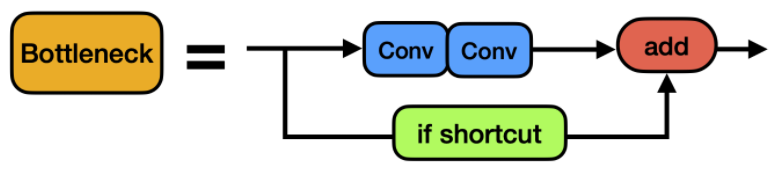 Bottleneck = Conv Conv add
if shortcut